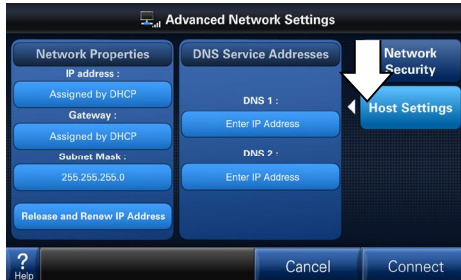 Advanced Network Settings
Network Properties
IP address :
Assigned by DHCP
Gateway :
Assigned by DHCP
Subnet Mask :
255.255.255.0
Release and Renew IP Address
DNS Service Addresses
DNS 1 :
Enter IP Address
DNS 2 :
Enter IP Address
Network
Security
Host Settings
?
Help
Cancel
Connect